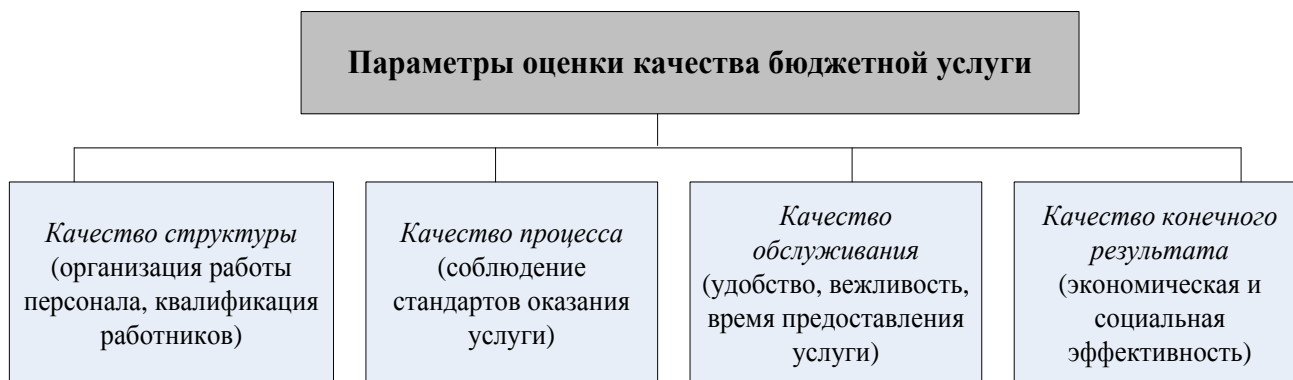 Параметры оценки качества бюджетной услуги
Качество структуры
(организация работы
персонала, квалификация
работников)
Качество процесса
(соблюдение
стандартов оказания
услуги)
Качество
обслуживания
(удобство, вежливость,
время предоставления
услуги)
Качество конечного
результата
(экономическая и
социальная
эффективность)